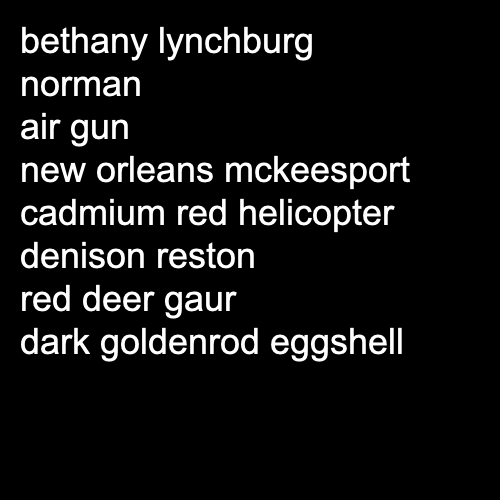 bethany lynchburg
norman
air gun
new orleans mckeesport
cadmium red helicopter
denison reston
red deer gaur
dark goldenrod eggshell